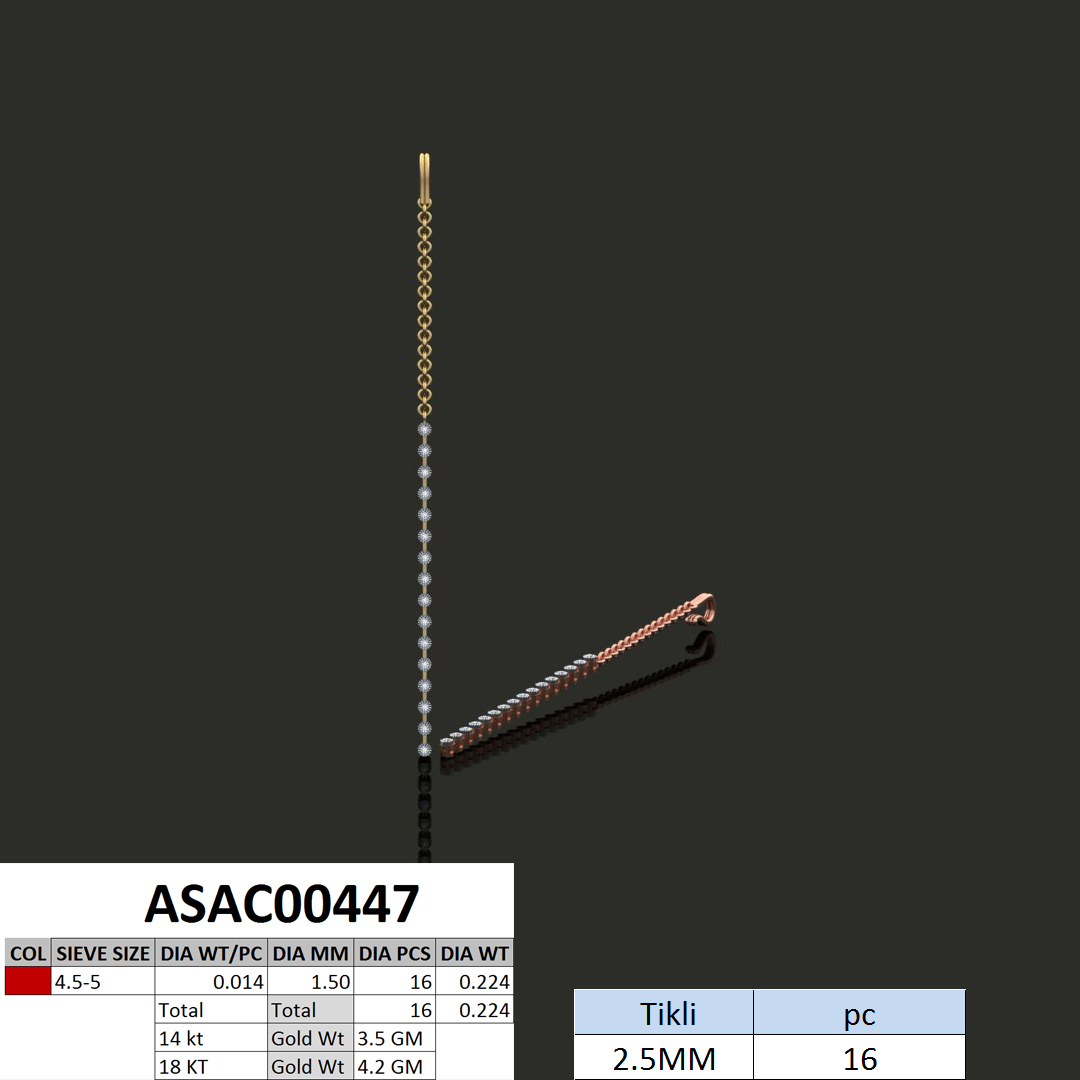 ASAC00447
COL SIEVE SIZE DIA WT/PC DIA MM DIA PCS DIA WT
4.5-5 0.014 1.50 16 0.224
Total Total 16 0.224
14 kt Gold Wt 3.5 GM
18 KT Gold Wt 4.2 GM
Tikli pc
2.5MM 16